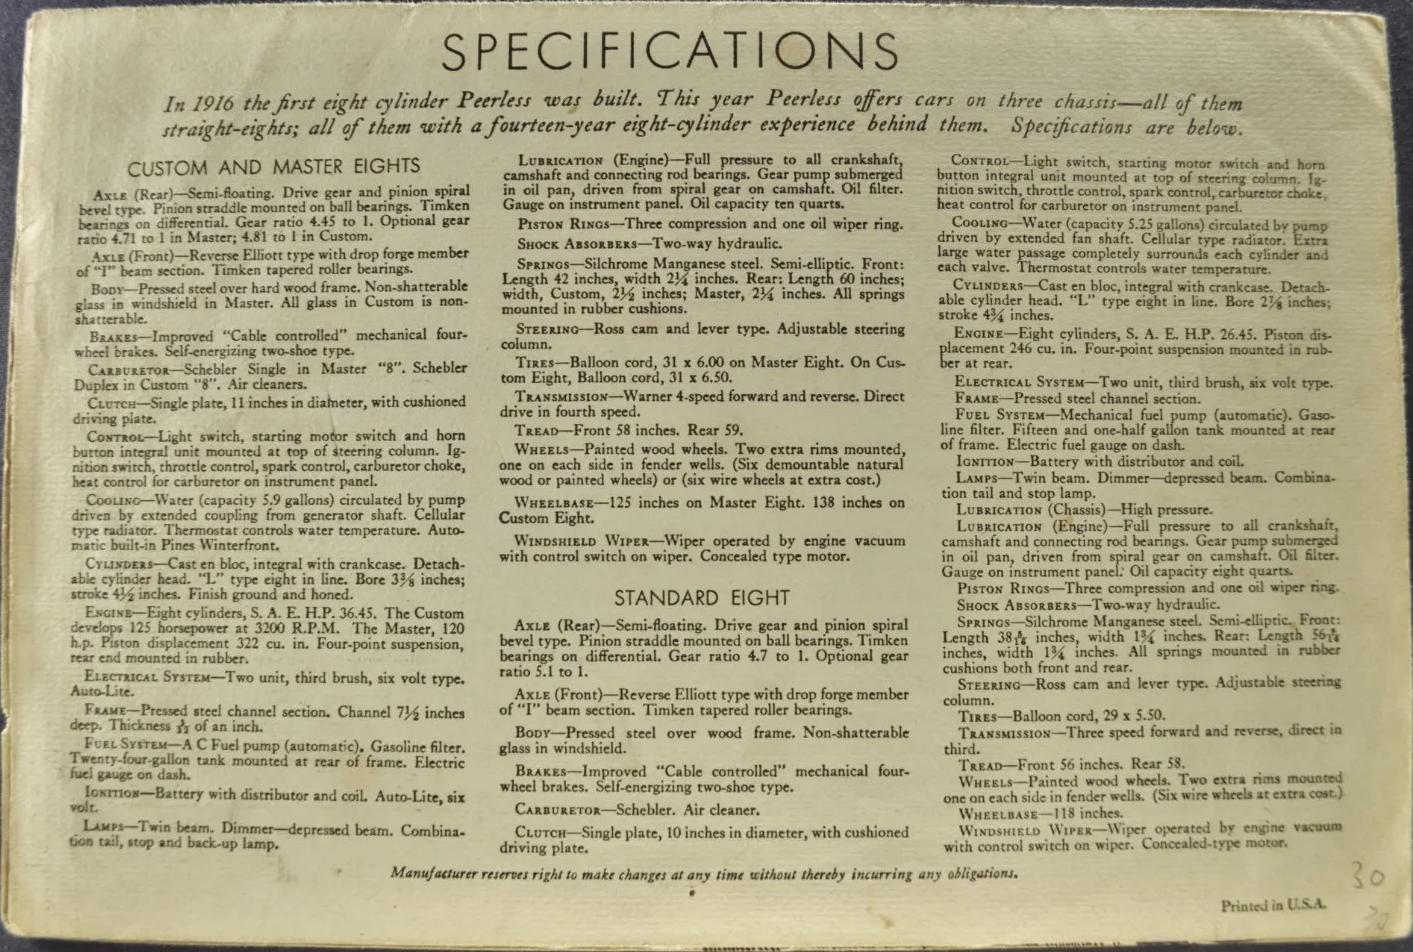 SPECIFICATIONS
In 1916 the first eight cylinder Peerless was built. This year Peerless offers cars on three chassis—all of them
straight-eights; all of them with a fourteen-year eight-cylinder experience behind them. Specifications are below.
CUSTOM AND MASTER EIGHTS
AXLE (Rear)—Semi-floating. Drive gear and pinion spiral
bevel type. Pinion straddle mounted on ball bearings. Timken
bearings on differential. Gear ratio 4.45 to 1. Optional gear
ratio 4.71 to 1 in Master; 4.81 to 1 in Custom.
AXLE (Front)—Reverse Elliott type with drop forge member
of "I" beam section. Timken tapered roller bearings.
BODY—Pressed steel over hard wood frame. Non-shatterable
glass in windshield in Master. All glass in Custom is non-
shatterable.
BRAKES—Improved "Cable controlled" mechanical four-
wheel brakes. Self-energizing two-shoe type.
CARBURETOR—Schebler Single in Master "8". Schebler
Duplex in Custom "8". Air cleaners.
CLUTCH—Single plate, 11 inches in diameter, with cushioned
driving plate.
CONTROL—Light switch, starting motor switch and horn
button integral unit mounted at top of steering column. Ig-
nition switch, throttle control, spark control, carburetor choke,
heat control for carburetor on instrument panel.
COOLING—Water (capacity 5.9 gallons) circulated by pump
driven by extended coupling from generator shaft. Cellular
type radiator. Thermostat controls water temperature. Auto-
matic built-in Pines Winterfront.
CYLINDERS—Cast en bloc, integral with crankcase. Detach-
able cylinder head. "L" type eight in line. Bore 3⅜ inches;
stroke 4½ inches. Finish ground and honed.
ENGINE—Eight cylinders, S. A. E. H.P. 36.45. The Custom
develops 125 horsepower at 3200 R.P.M. The Master, 120
h.p. Piston displacement 322 cu. in. Four-point suspension,
rear end mounted in rubber.
ELECTRICAL SYSTEM—Two unit, third brush, six volt type.
Auto-Lite.
FRAME—Pressed steel channel section. Channel 7½ inches
deep. Thickness of an inch.
FUEL SYSTEM—A C Fuel pump (automatic). Gasoline filter.
Twenty-four-gallon tank mounted at rear of frame. Electric
fuel gauge on dash.
IGNITION—Battery with distributor and coil. Auto-Lite, six
volt.
LAMPS—Twin beam. Dimmer—depressed beam. Combina-
tion tail, stop and back-up lamp.
LUBRICATION (Engine)—Full pressure to all crankshaft,
camshaft and connecting rod bearings. Gear pump submerged
in oil pan, driven from spiral gear on camshaft. Oil filter.
Gauge on instrument panel. Oil capacity ten quarts.
PISTON RINGS—Three compression and one oil wiper ring.
SHOCK ABSORBERS—Two-way hydraulic.
SPRINGS—Silchrome Manganese steel. Semi-elliptic. Front:
Length 42 inches, width 2¼ inches. Rear: Length 60 inches;
width, Custom, 2½ inches; Master, 2¼ inches. All springs
mounted in rubber cushions.
STEERING—Ross cam and lever type. Adjustable steering
column.
TIRES—Balloon cord, 31 x 6.00 on Master Eight. On Cus-
tom Eight, Balloon cord, 31 x 6.50.
TRANSMISSION—Warner 4-speed forward and reverse. Direct
drive in fourth speed.
TREAD—Front 58 inches. Rear 59.
WHEELS—Painted wood wheels. Two extra rims mounted,
one on each side in fender wells. (Six demountable natural
wood or painted wheels) or (six wire wheels at extra cost.)
WHEELBASE—125 inches on Master Eight. 138 inches on
Custom Eight.
WINDSHIELD WIPER—Wiper operated by engine vacuum
with control switch on wiper. Concealed type motor.
STANDARD EIGHT
AXLE (Rear)—Semi-floating. Drive gear and pinion spiral
bevel type. Pinion straddle mounted on ball bearings. Timken
bearings on differential. Gear ratio 4.7 to 1. Optional gear
ratio 5.1 to 1.
AXLE (Front)—Reverse Elliott type with drop forge member
of "I" beam section. Timken tapered roller bearings.
BODY—Pressed steel over wood frame. Non-shatterable
glass in windshield.
BRAKES—Improved "Cable controlled" mechanical four-
wheel brakes. Self-energizing two-shoe type.
CARBURETOR—Schebler. Air cleaner.
CLUTCH—Single plate, 10 inches in diameter, with cushioned
driving plate.
CONTROL—Light switch, starting motor switch and horn
button integral unit mounted at top of steering column. Ig-
nition switch, throttle control, spark control, carburetor choke,
heat control for carburetor on instrument panel.
COOLING—Water (capacity 5.25 gallons) circulated by pump
driven by extended fan shaft. Cellular type radiator. Extra
large water passage completely surrounds each cylinder and
each valve. Thermostat controls water temperature.
CYLINDERS—Cast en bloc, integral with crankcase. Detach-
able cylinder head. "L" type eight in line. Bore 2⅞ inches;
stroke 4¾ inches.
ENGINE—Eight cylinders, S. A. E. H.P. 26.45. Piston dis-
placement 246 cu. in. Four-point suspension mounted in rub-
ber at rear.
ELECTRICAL SYSTEM—Two unit, third brush, six volt type.
FRAME—Pressed steel channel section.
FUEL SYSTEM—Mechanical fuel pump (automatic). Gaso-
line filter. Fifteen and one-half gallon tank mounted at rear
of frame. Electric fuel gauge on dash.
IGNITION—Battery with distributor and coil.
LAMPS—Twin beam. Dimmer—depressed beam. Combina-
tion tail and stop lamp.
LUBRICATION (Chassis)—High pressure.
LUBRICATION (Engine)—Full pressure to all crankshaft,
camshaft and connecting rod bearings. Gear pump submerged
in oil pan, driven from spiral gear on camshaft. Oil filter.
Gauge on instrument panel. Oil capacity eight quarts.
PISTON RINGS—Three compression and one oil wiper ring.
SHOCK ABSORBERS—Two-way hydraulic.
SPRINGS—Silchrome Manganese steel. Semi-elliptic. Front:
Length inches, width 1¾ inches. Rear: Length
inches, width 1¾ inches. All springs mounted in rubber
cushions both front and rear.
STEERING—Ross cam and lever type. Adjustable steering
column.
TIRES—Balloon cord, 29 x 5.50.
TRANSMISSION—Three speed forward and reverse, direct in
third.
TREAD—Front 56 inches. Rear 58.
WHEELS—Painted wood wheels. Two extra rims mounted
one on each side in fender wells. (Six wire wheels at extra cost.)
WHEELBASE—118 inches.
WINDSHIELD WIPER—Wiper operated by engine vacuum
with control switch on wiper. Concealed-type motor.
Manufacturer reserves right to make changes at any time without thereby incurring any obligations.
30
Printed in U.S.A.